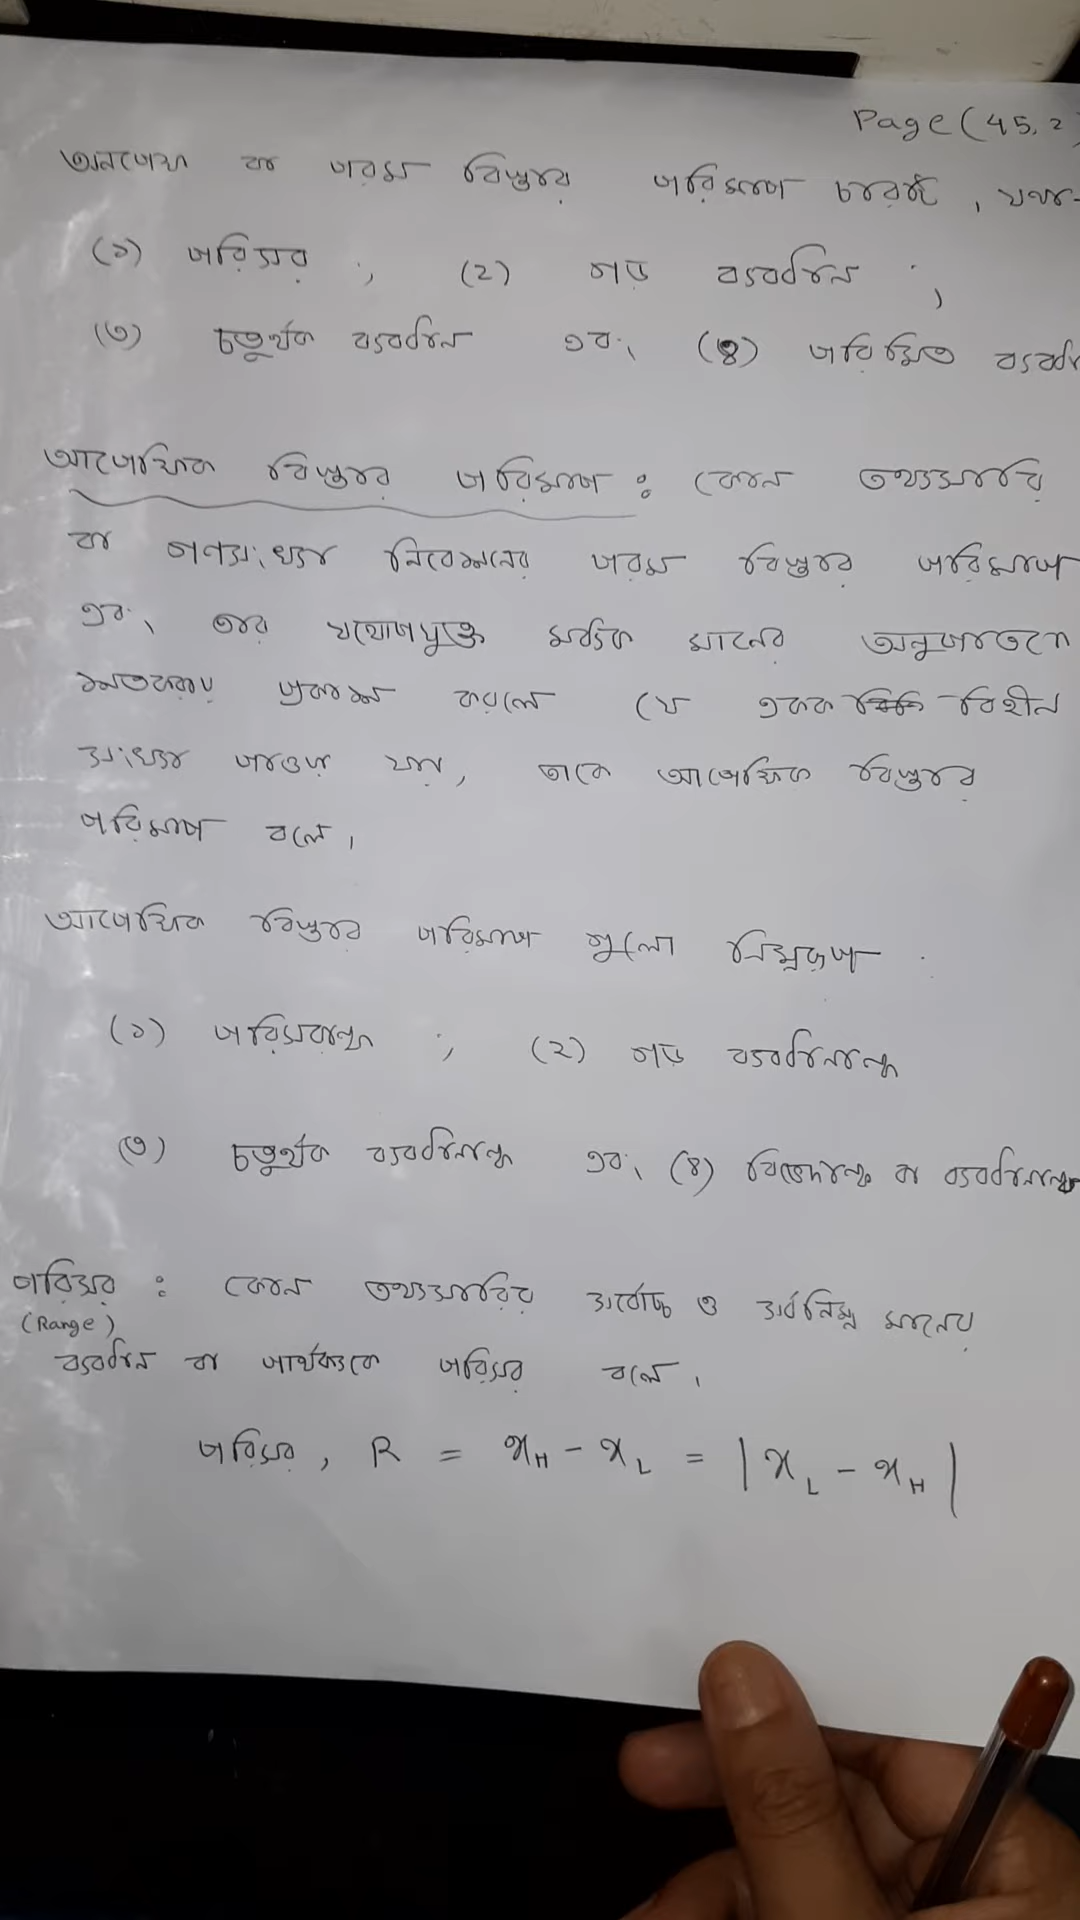 Page (45, 2
অনপেক্ষ বা পরম বিস্তার পরিমাপ চারটি, যথা-
(১) পরিসর ; (২) গড় ব্যবধান ;
(৩) চতুর্থক ব্যবধান এবং (৪) পরিমিত ব্যবধা
আপেক্ষিক বিস্তার পরিমাপ : কোন তথ্যসারি
বা গণসংখ্যা নিবেশনের পরম বিস্তার পরিমাপ
এবং তার যথোপযুক্ত মধ্যক মানের অনুপাতকে
শতকরায় প্রকাশ করলে যে একক বিহীন
সংখ্যা পাওয়া যায়, তাকে আপেক্ষিক বিস্তার
পরিমাপ বলে।
আপেক্ষিক বিস্তার পরিমাপ গুলো নিম্নরূপ
(১) পরিসরাঙ্ক ; (২) গড় ব্যবধানাঙ্ক
(৩) চতুর্থক ব্যবধানাঙ্ক এবং (৪) বিভেদাঙ্ক বা ব্যবধানাঙ্ক
পরিসর : কোন তথ্যসারির সর্বোচ্চ ও সর্বনিম্ন মানের
(Range)
ব্যবধান বা পার্থক্যকে পরিসর বলে।
পরিসর, R = x_H - x_L = |x_L - x_H|